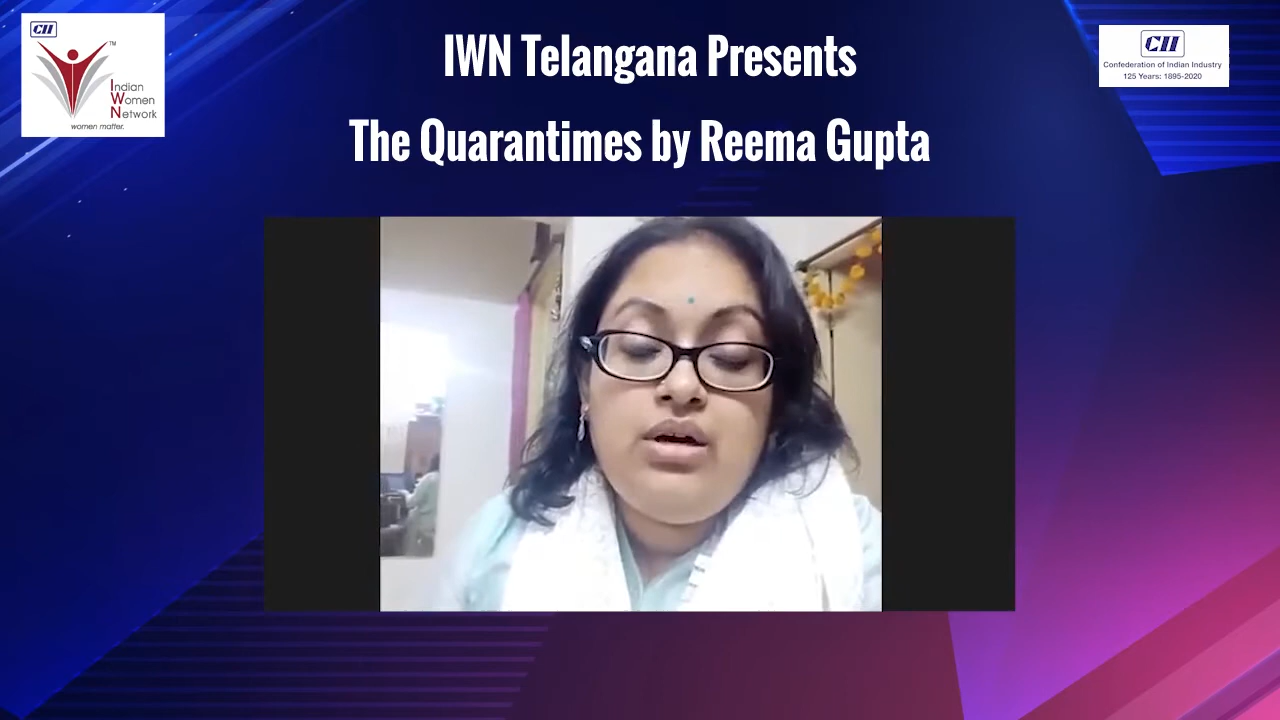 CII
TM
Indian
Women
Network
women matter.
IWN Telangana Presents
The Quarantimes by Reema Gupta
CII
Confederation of Indian Industry
125 Years: 1895-2020